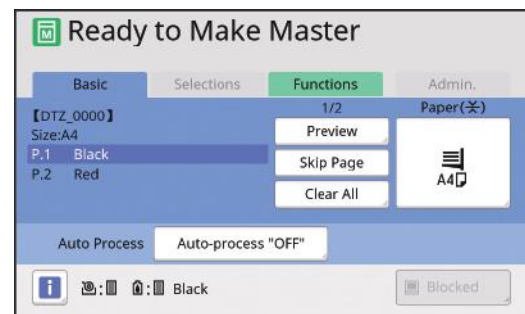 M Ready to Make Master
Basic Selections Functions Admin.
【DTZ_0000】 1/2 Paper(⚹)
Size:A4 Preview
P.1 Black Skip Page A4
P.2 Red Clear All
Auto Process Auto-process "OFF"
i : : Black Blocked